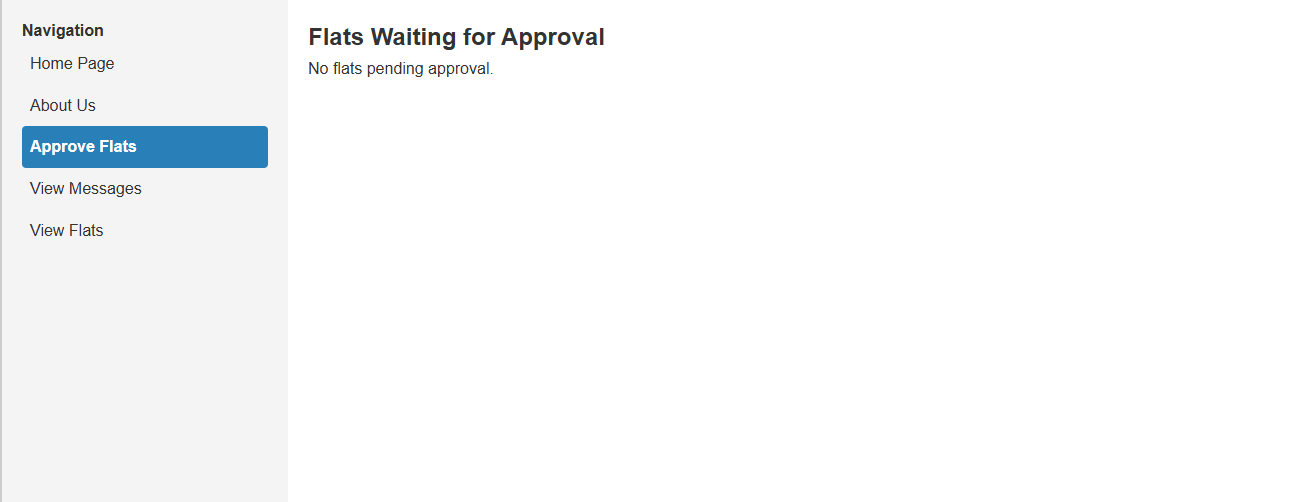 Navigation
Home Page
About Us
Approve Flats
View Messages
View Flats
Flats Waiting for Approval
No flats pending approval.